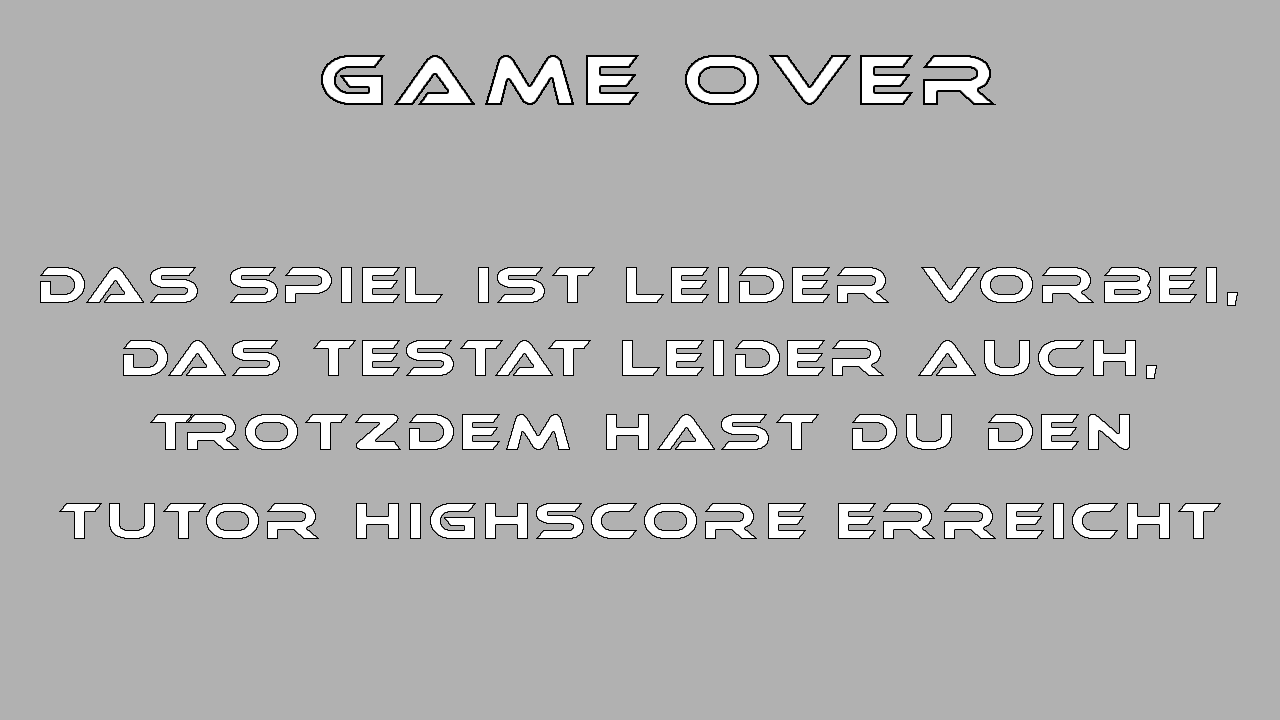 GAME OVER
DAS SPIEL IST LEIDER VORBEI,
DAS TESTAT LEIDER AUCH,
TROTZDEM HAST DU DEN
TUTOR HIGHSCORE ERREICHT